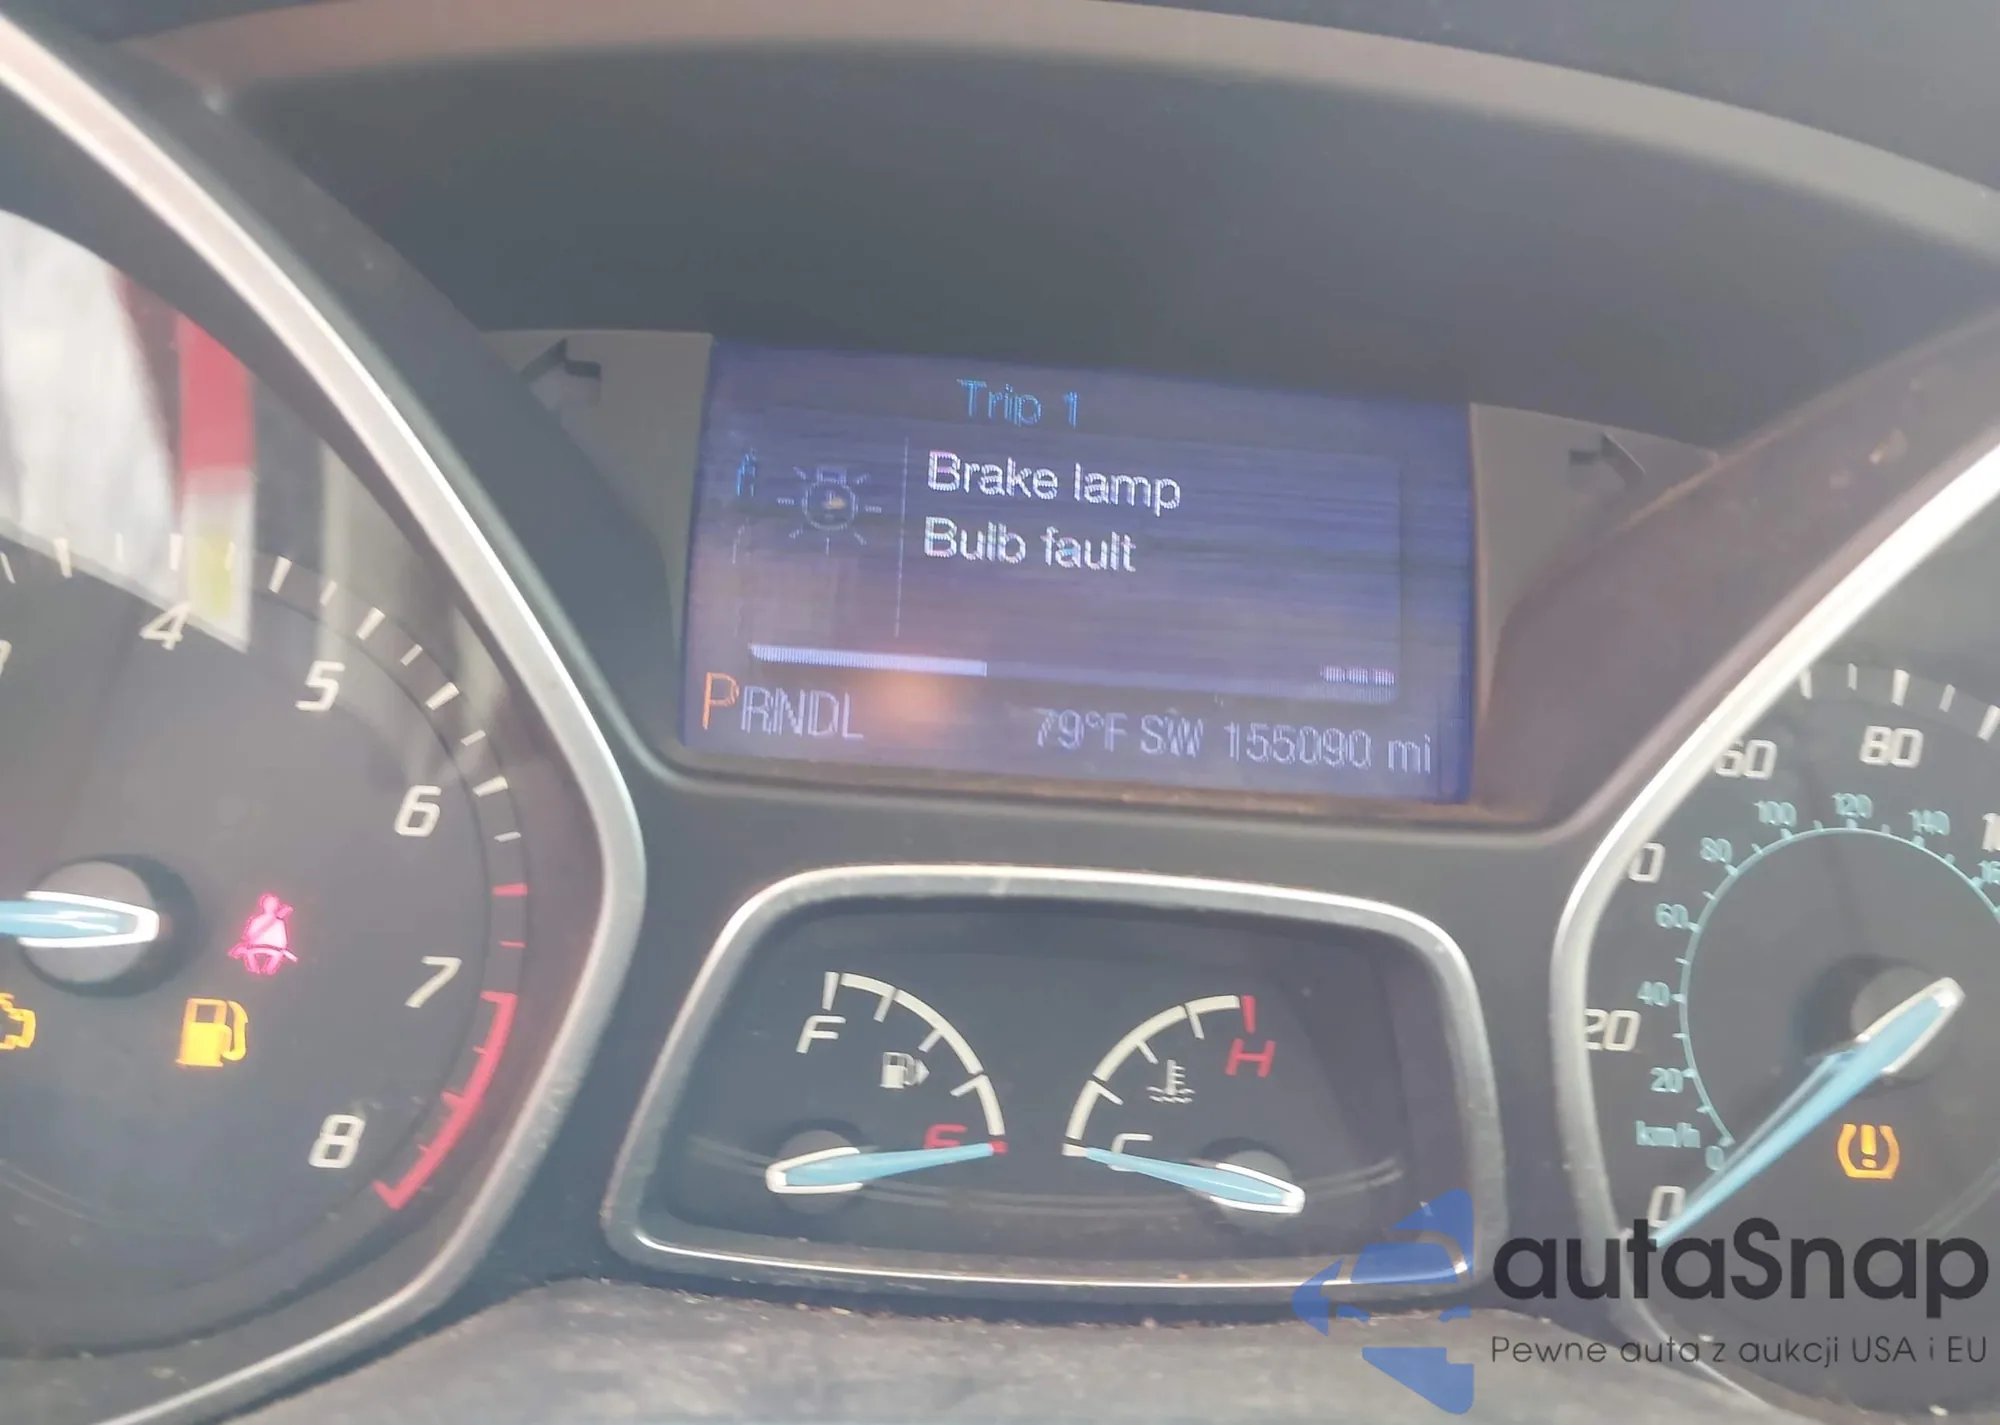 Trip 1
Brake lamp
Bulb fault
PRNDL 79°F SW 155090 mi
4
5
6
7
8
F
E
H
C
20
60
80
0
km/h
0
20
40
60
80
100
120
140
autaSnap
Pewne auta z aukcji USA i EU